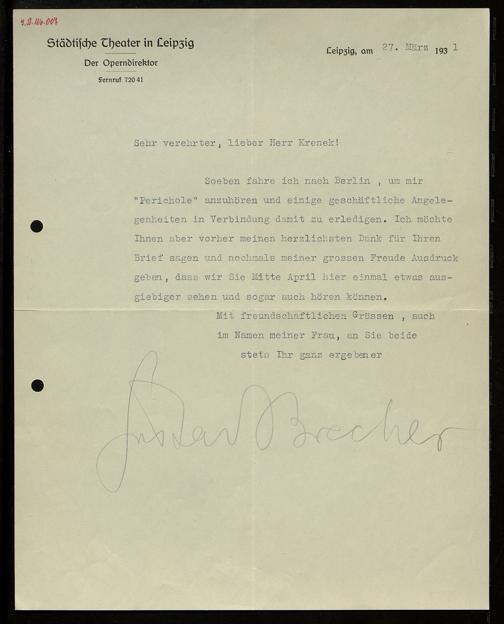 Städtische Theater in Leipzig
Der Operndirektor
Fernruf 720 41
Leipzig, am 27. März 1931
Sehr verehrter, lieber Herr Krenek!
Soeben fahre ich nach Berlin , um mir
"Perichole" anzuhören und einige geschäftliche Angele-
genheiten in Verbindung damit zu erledigen. Ich möchte
Ihnen aber vorher meinen herzlichsten Dank für Ihren
Brief sagen und nochmals meiner grossen Freude Ausdruck
geben, dass wir Sie Mitte April hier einmal etwas aus-
giebiger sehen und sogar auch hören können.
Mit freundschaftlichen Grüssen , auch
im Namen meiner Frau, an Sie beide
stets Ihr ganz ergebener
Gustav Brecher